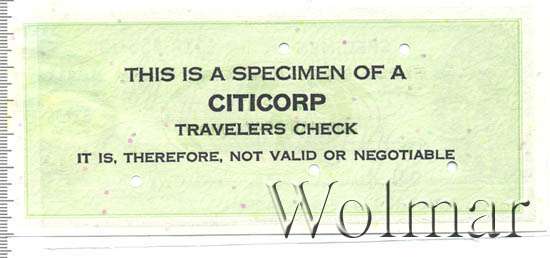 THIS IS A SPECIMEN OF A
CITICORP
TRAVELERS CHECK
IT IS, THEREFORE, NOT VALID OR NEGOTIABLE
Wolmar